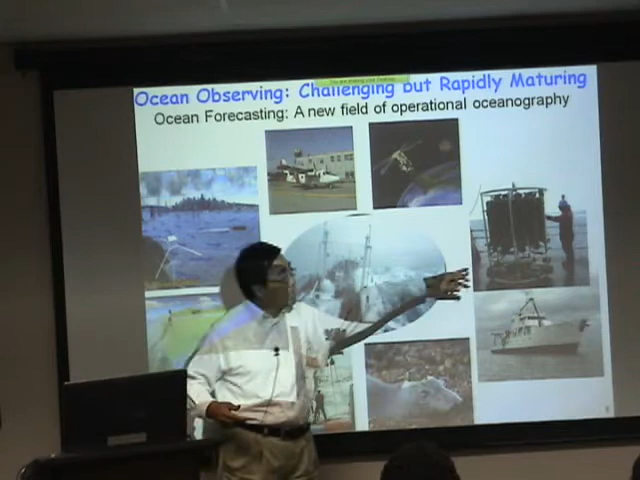 Ocean Observing: Challenging but Rapidly Maturing
Ocean Forecasting: A new field of operational oceanography